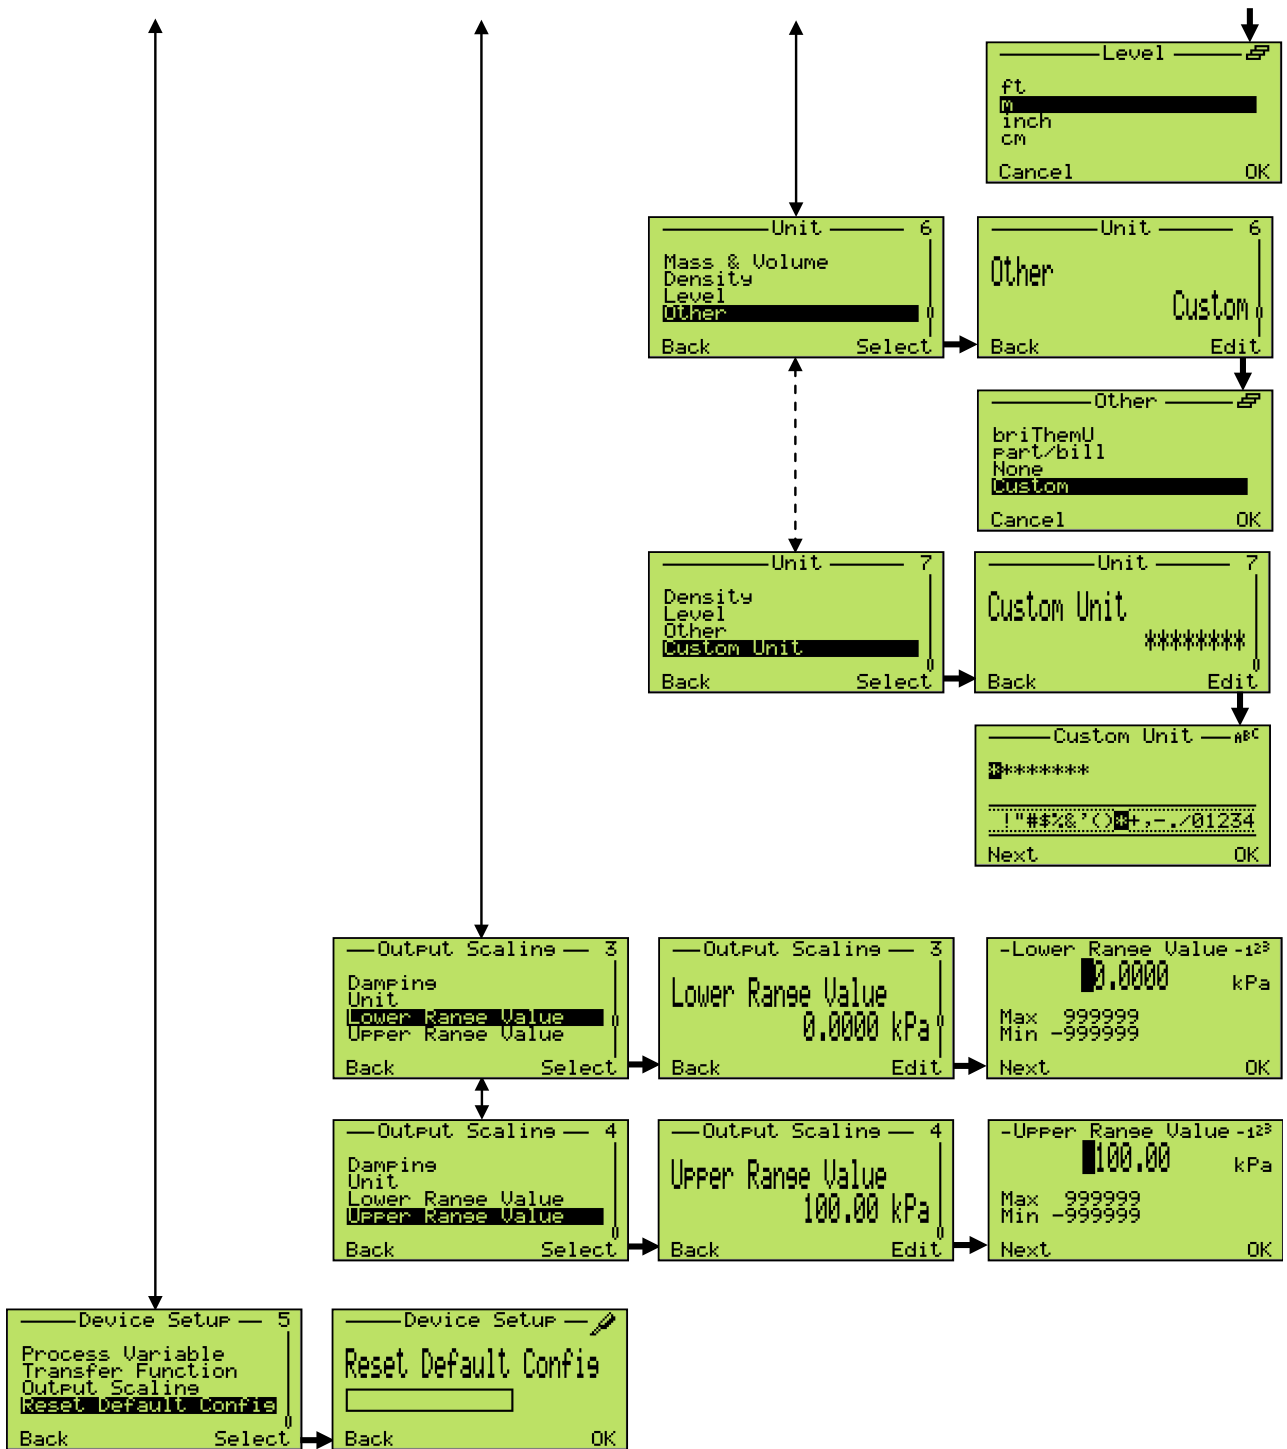 Level
ft
m
inch
cm
Cancel OK
Unit 6
Mass & Volume
Density
Level
Other
Back Select
Unit 6
Other
Custom
Back Edit
Other
briThemU
part/bill
None
Custom
Cancel OK
Unit 7
Density
Level
Other
Custom Unit
Back Select
Unit 7
Custom Unit
********
Back Edit
Custom Unit ABC
********
!"#$%&'()*+,-./01234
Next OK
Output Scaling 3
Damping
Unit
Lower Range Value
Upper Range Value
Back Select
Output Scaling 3
Lower Range Value
0.0000 kPa
Back Edit
Lower Range Value 123
0.0000 kPa
Max 999999
Min -999999
Next OK
Output Scaling 4
Damping
Unit
Lower Range Value
Upper Range Value
Back Select
Output Scaling 4
Upper Range Value
100.00 kPa
Back Edit
Upper Range Value 123
100.00 kPa
Max 999999
Min -999999
Next OK
Device Setup 5
Process Variable
Transfer Function
Output Scaling
Reset Default Config
Back Select
Device Setup
Reset Default Config
Back OK